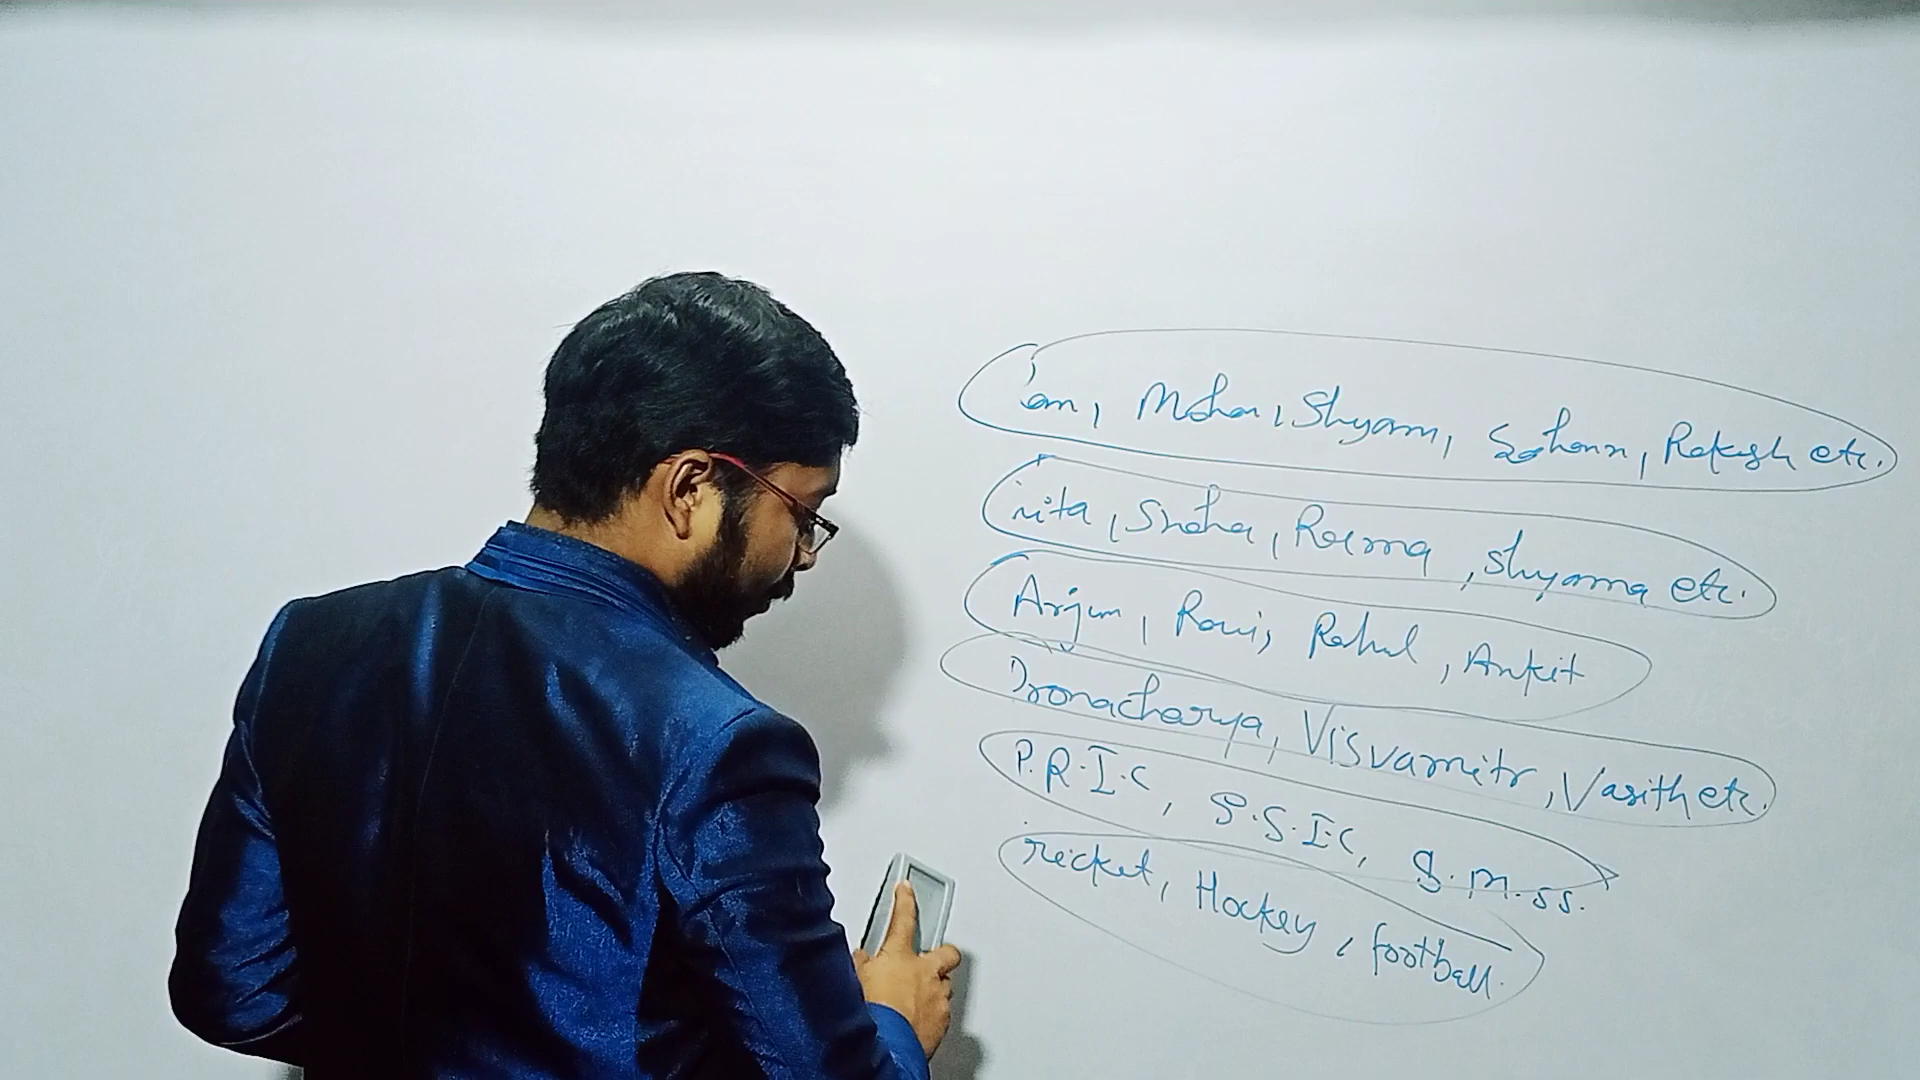 am, Mohan, Shyam, Sohan, Rakesh etc.
nita, Sneha, Reema, Shyama etc.
Arjun, Ravi, Rahul, Ankit
Dronacharya, Visvamitr, Vasith etc.
P.R.I.C, G.S.I.C, G.M.SS.
ricket, Hockey, football.